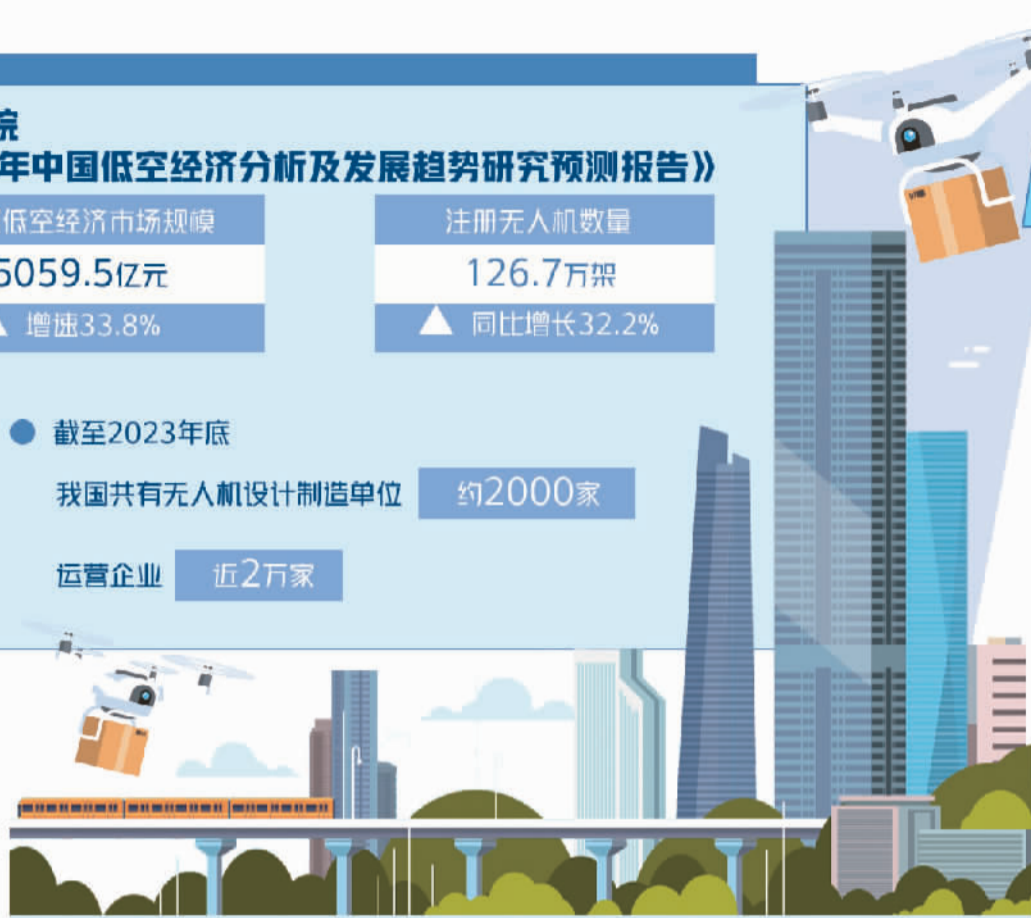 院
年中国低空经济分析及发展趋势研究预测报告》
低空经济市场规模
注册无人机数量
5059.5亿元
126.7万架
增速33.8%
同比增长32.2%
截至2023年底
我国共有无人机设计制造单位 约2000家
运营企业 近2万家